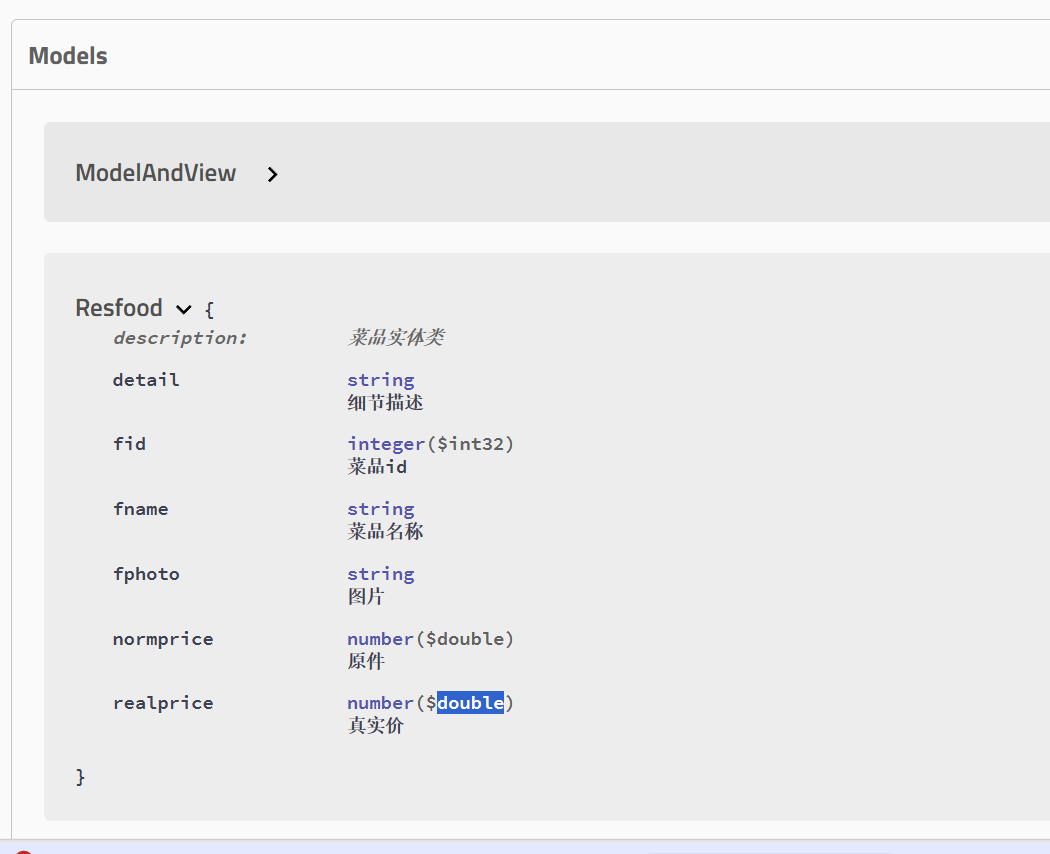 Models
ModelAndView
Resfood {
description: 菜品实体类
detail string
细节描述
fid integer($int32)
菜品id
fname string
菜品名称
fphoto string
图片
normprice number($double)
原件
realprice number($double)
真实价
}